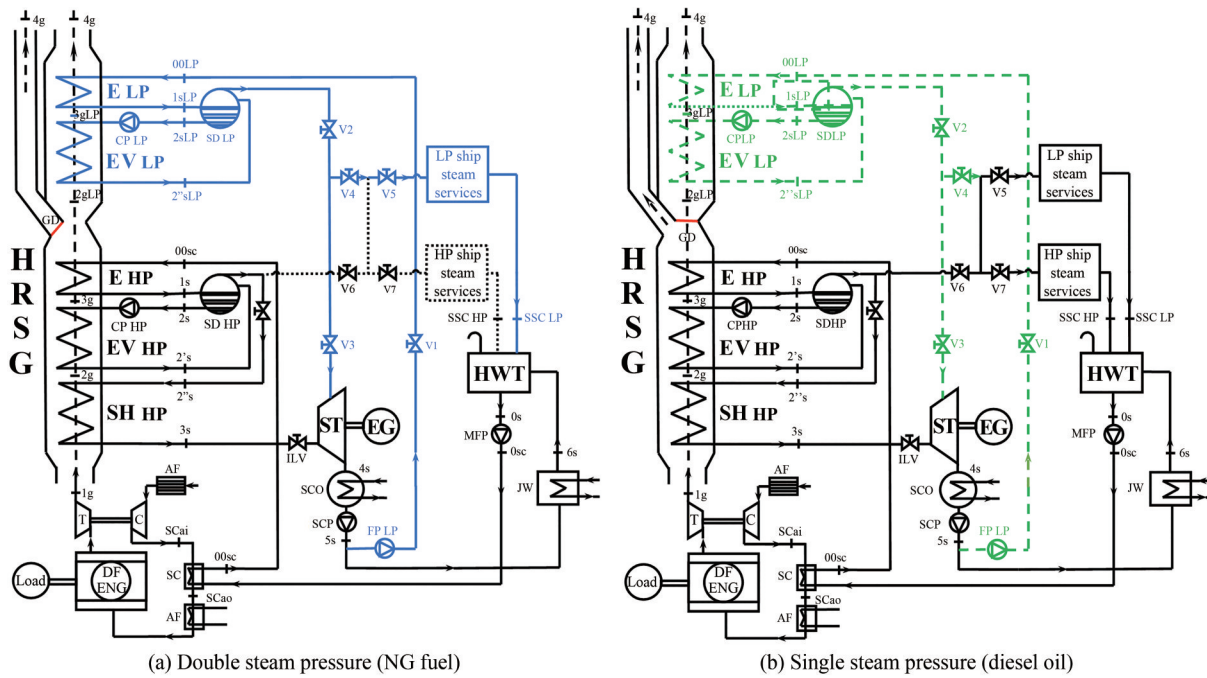 4g
4g
00LP
E LP
1sLP
3gLP
CP LP
2sLP
SD LP
V2
EV LP
V4
V5
LP ship
steam
services
2''sLP
2gLP
GD
H
R
S
G
00sc
E HP
1s
3g
CP HP
2s
SD HP
V6
V7
HP ship
steam
services
SSC HP
SSC LP
EV HP
2's
V3
V1
2g
2''s
HWT
SH HP
ST
EG
0s
MFP
3s
ILV
0sc
6s
AF
4s
1g
SCO
JW
T
C
SCai
SCP
5s
FP LP
00sc
Load
DF
ENG
SC
SCao
AF
(a) Double steam pressure (NG fuel)
4g
4g
00LP
E LP
1sLP
3gLP
CPLP
2sLP
SDLP
V2
EV LP
V4
V5
LP ship
steam
services
2''sLP
2gLP
GD
H
R
S
G
00sc
E HP
1s
3g
CPHP
2s
SDHP
V6
V7
HP ship
steam
services
SSC HP
SSC LP
EV HP
2's
V3
V1
2g
2''s
HWT
SH HP
ST
EG
0s
MFP
3s
ILV
0sc
6s
AF
4s
1g
SCO
JW
T
C
SCai
SCP
5s
FP LP
00sc
Load
DF
ENG
SC
SCao
AF
(b) Single steam pressure (diesel oil)